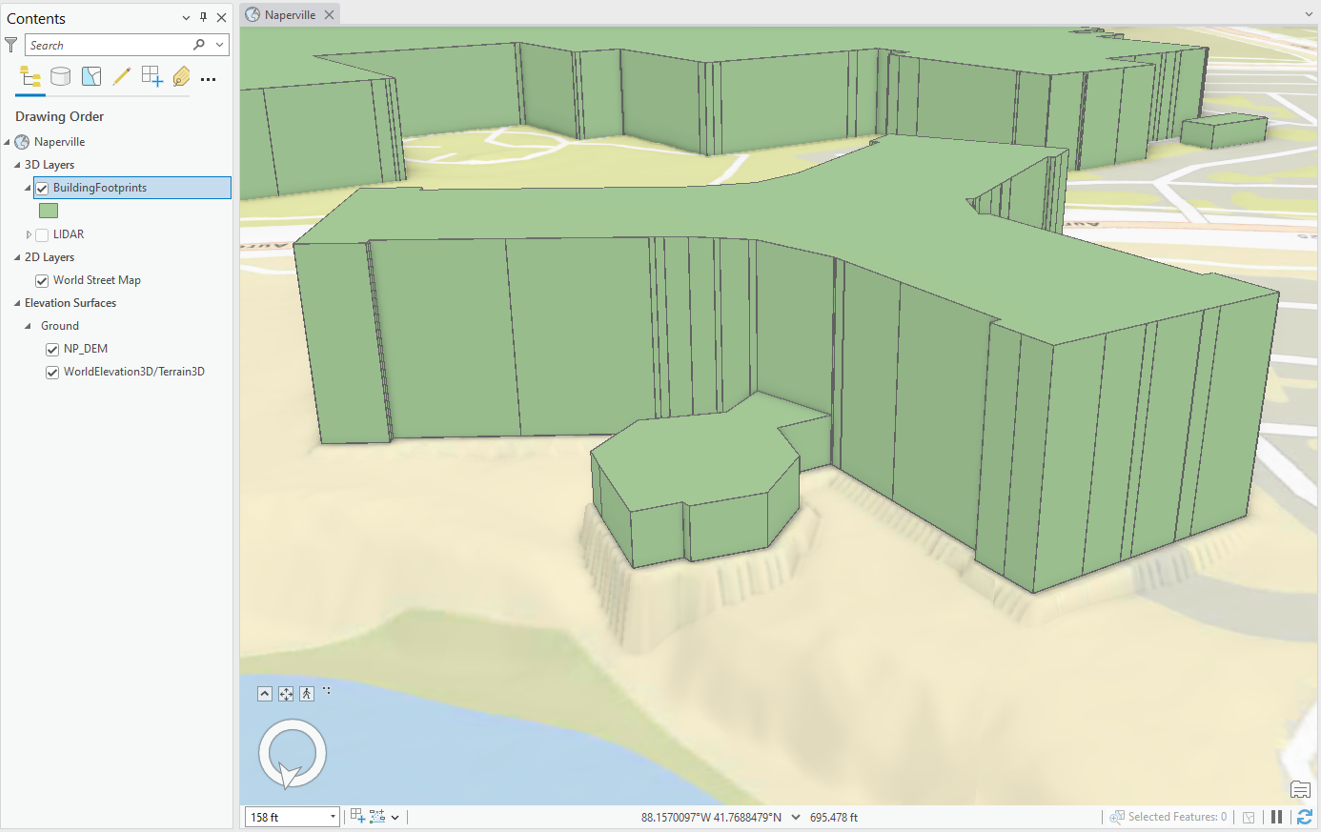 Contents
Search
Drawing Order
Naperville
3D Layers
BuildingFootprints
LIDAR
2D Layers
World Street Map
Elevation Surfaces
Ground
NP_DEM
WorldElevation3D/Terrain3D
Naperville
158 ft
88.1570097°W 41.7688479°N
695.478 ft
Selected Features: 0